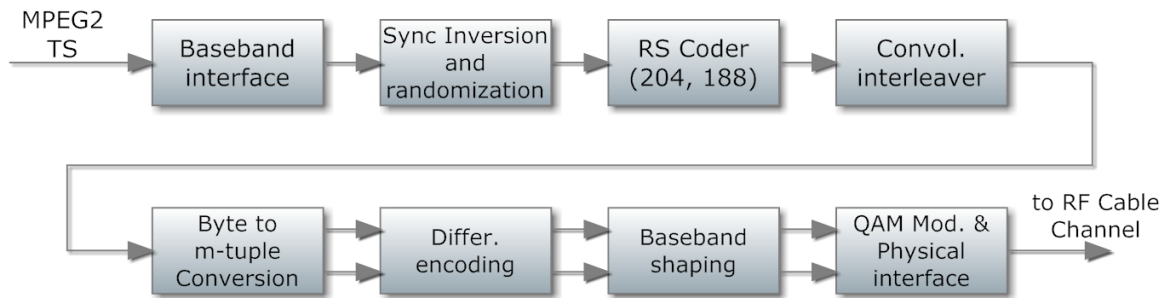 MPEG2
TS
Baseband
interface
Sync Inversion
and
randomization
RS Coder
(204, 188)
Convol.
interleaver
Byte to
m-tuple
Conversion
Differ.
encoding
Baseband
shaping
QAM Mod. &
Physical
interface
to RF Cable
Channel